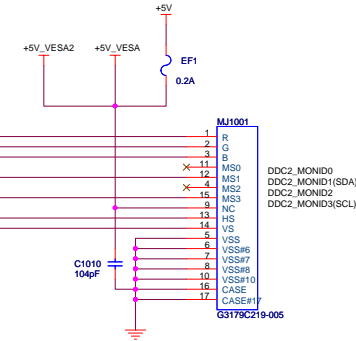 +5V
+5V_VESA2
+5V_VESA
EF1
0.2A
MJ1001
1 R
2 G
3 B
11 MS0 DDC2_MONID0
12 MS1 DDC2_MONID1(SDA)
4 MS2 DDC2_MONID2
15 MS3 DDC2_MONID3(SCL)
9 NC
13 HS
14 VS
5 VSS
6 VSS#6
7 VSS#7
8 VSS#8
10 VSS#10
16 CASE
17 CASE#17
G3179C219-005
C1010
104pF